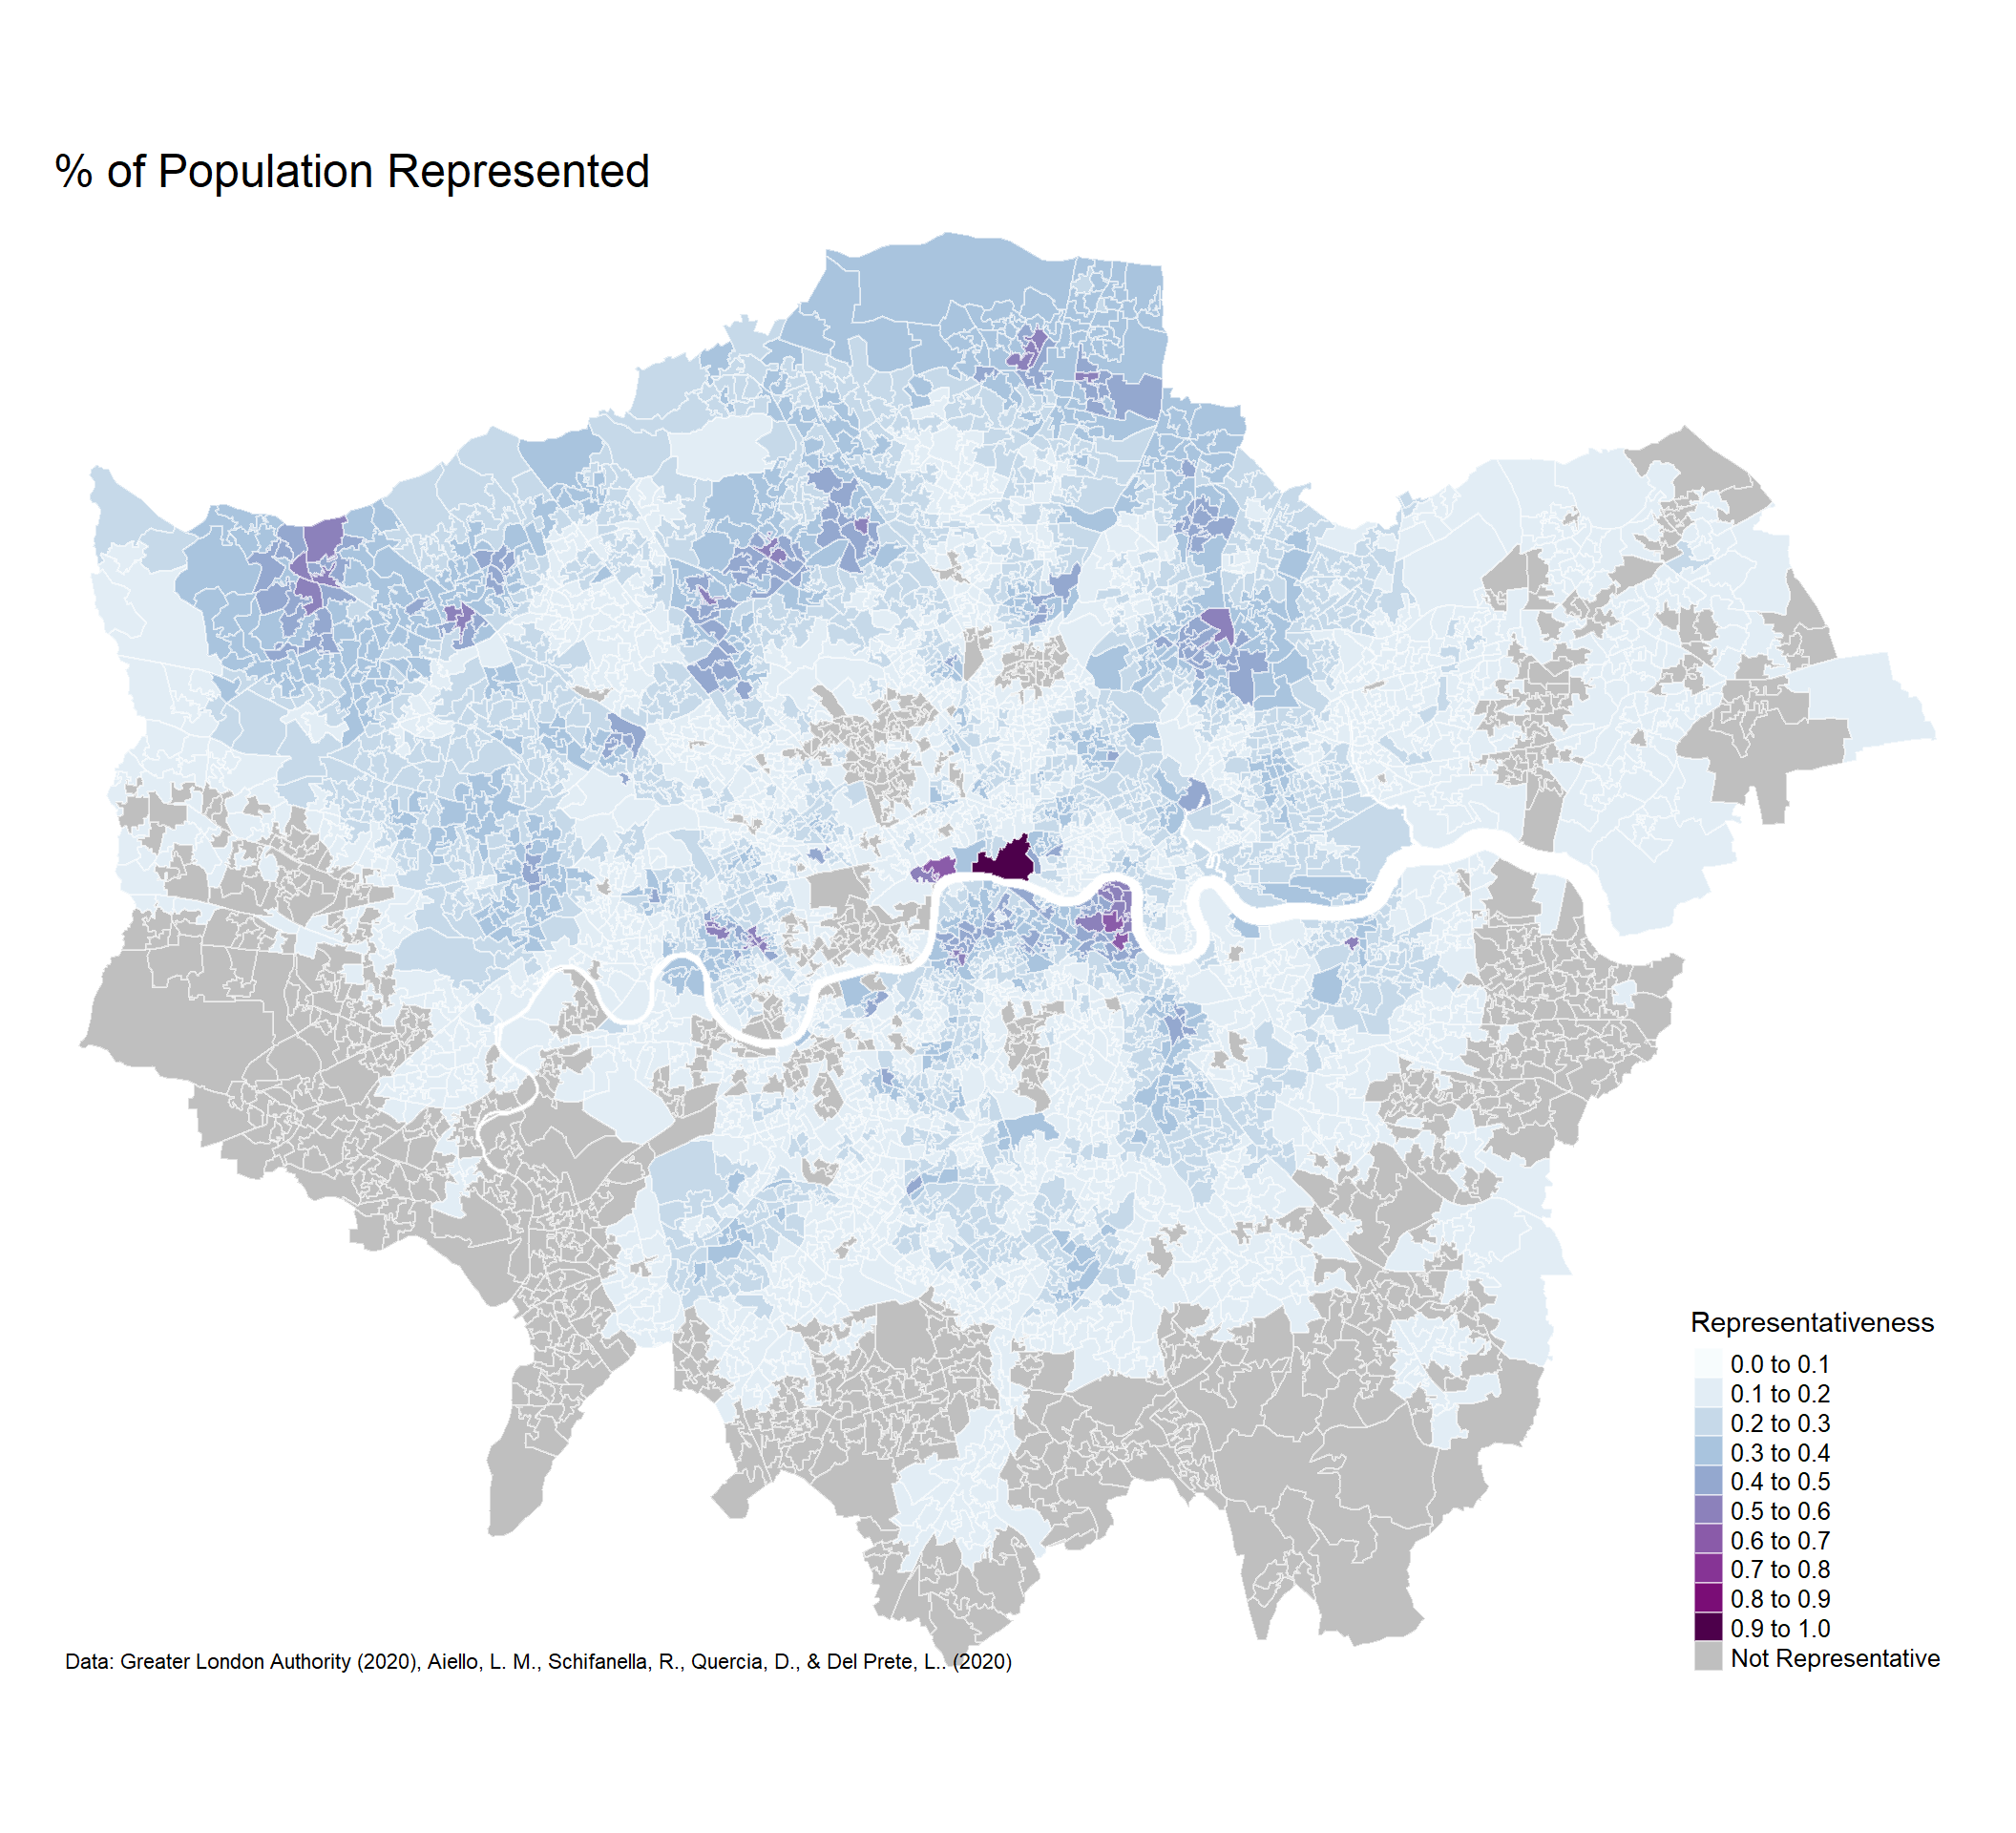 % of Population Represented
Representativeness
0.0 to 0.1
0.1 to 0.2
0.2 to 0.3
0.3 to 0.4
0.4 to 0.5
0.5 to 0.6
0.6 to 0.7
0.7 to 0.8
0.8 to 0.9
0.9 to 1.0
Not Representative
Data: Greater London Authority (2020), Aiello, L. M., Schifanella, R., Quercia, D., & Del Prete, L.. (2020)